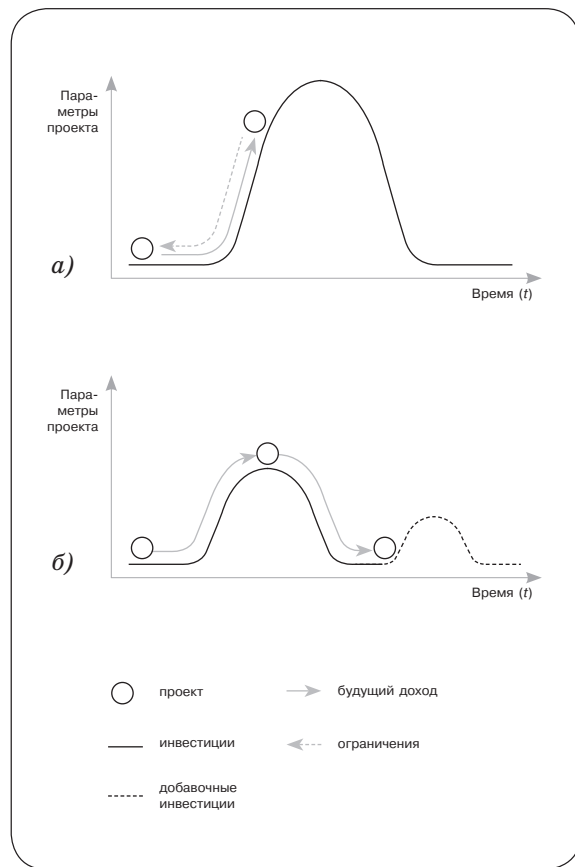 Пара-
метры
проекта
а)
Время (t)
Пара-
метры
проекта
б)
Время (t)
проект
будущий доход
инвестиции
ограничения
добавочные
инвестиции